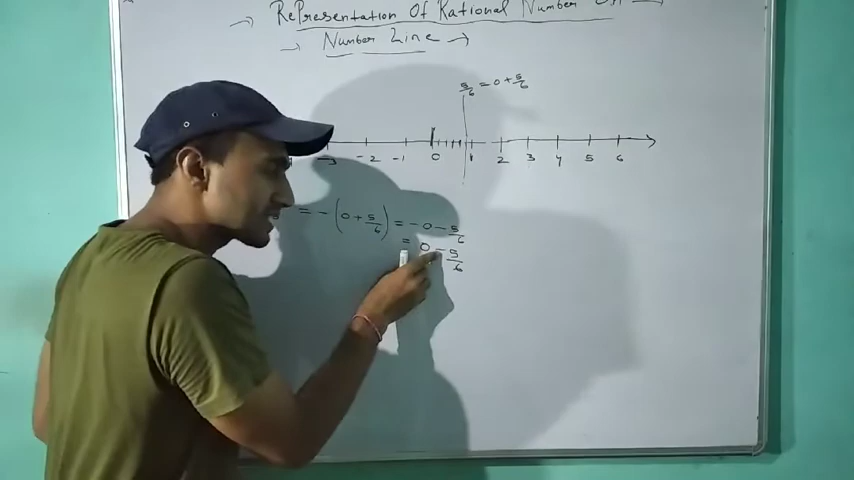 → Representation Of Rational Number On →
→ Number Line →
5/6 = 0 + 5/6
-3 -2 -1 0 1 2 3 4 5 6
= -(0 + 5/6) = - 0 - 5/6
= 0 - 5/6